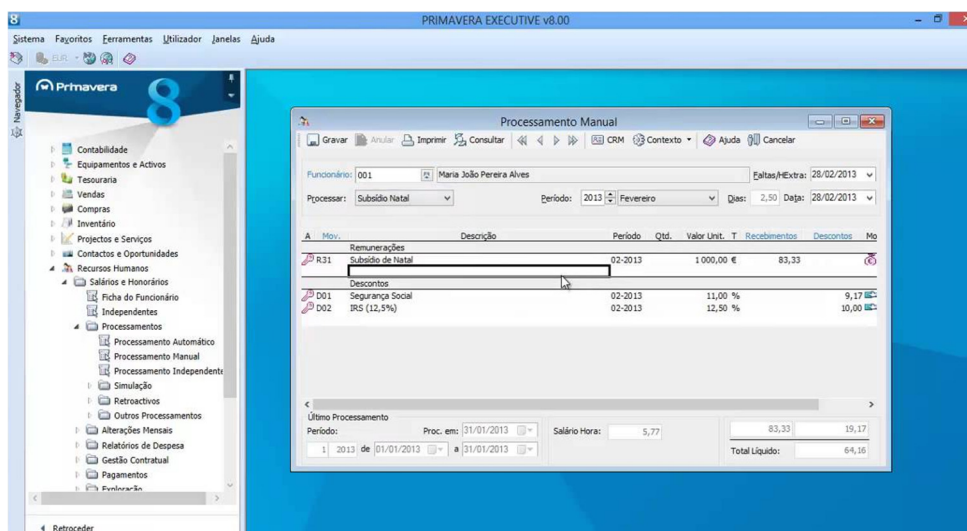 8 PRIMAVERA EXECUTIVE v8.00
Sistema Favoritos Ferramentas Utilizador Janelas Ajuda
EUR
Navegador
Primavera 8
Contabilidade
Equipamentos e Activos
Tesouraria
Vendas
Compras
Inventário
Projectos e Serviços
Contactos e Oportunidades
Recursos Humanos
Salários e Honorários
Ficha do Funcionário
Independentes
Processamentos
Processamento Automático
Processamento Manual
Processamento Independente
Simulação
Retroactivos
Outros Processamentos
Alterações Mensais
Relatórios de Despesa
Gestão Contratual
Pagamentos
Exploração
Retroceder
Processamento Manual
Gravar Anular Imprimir Consultar CRM Contexto Ajuda Cancelar
Funcionário: 001 Maria João Pereira Alves Faltas/HExtra: 28/02/2013
Processar: Subsídio Natal Período: 2013 Fevereiro Dias: 2,50 Data: 28/02/2013
A Mov. Descrição Período Qtd. Valor Unit. T Recebimentos Descontos Mo
Remunerações
R31 Subsídio de Natal 02-2013 1 000,00 € 83,33
Descontos
D01 Segurança Social 02-2013 11,00 % 9,17
D02 IRS (12,5%) 02-2013 12,50 % 10,00
Último Processamento
Período: Proc. em: 31/01/2013 Salário Hora: 5,77 83,33 19,17
1 2013 de 01/01/2013 a 31/01/2013 Total Líquido: 64,16